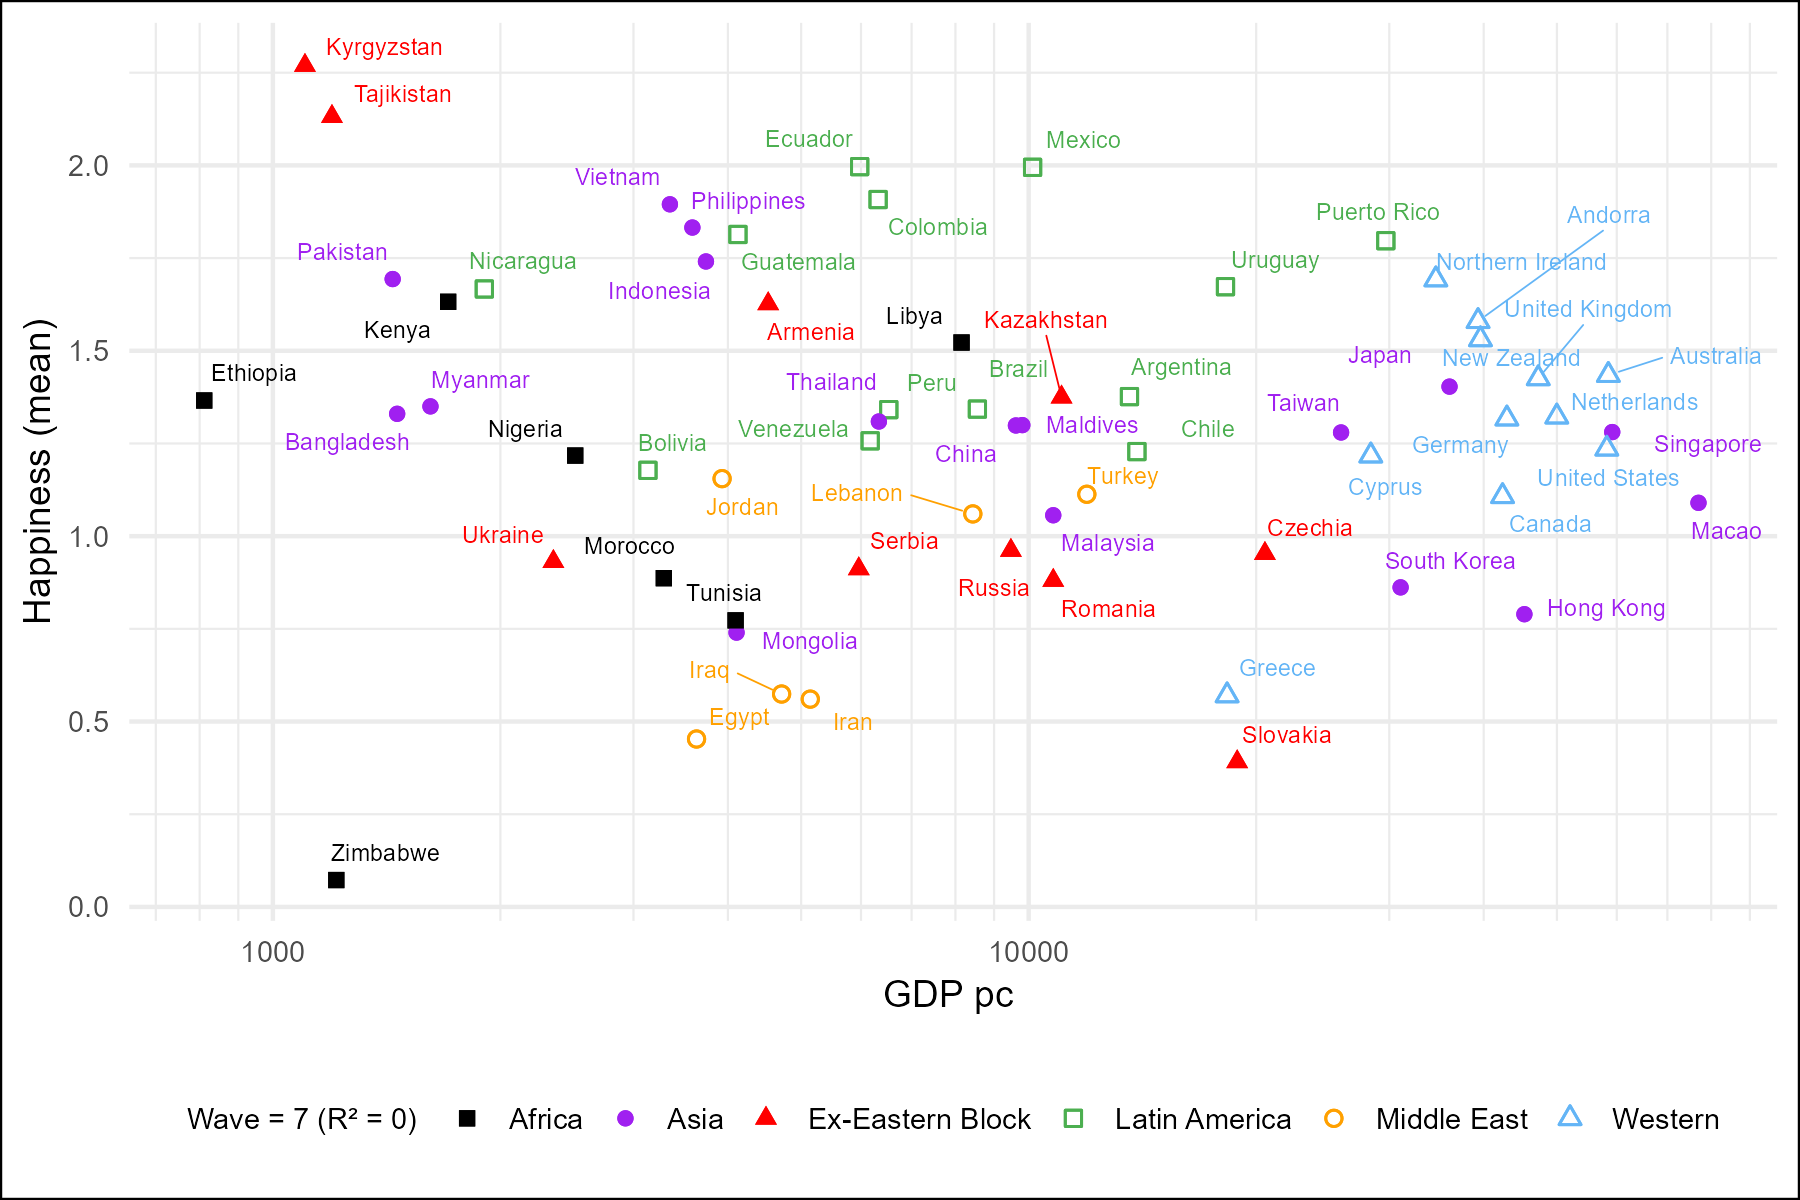 Kyrgyzstan
Tajikistan
Ecuador
Mexico
2.0
Vietnam
Philippines
Puerto Rico
Andorra
Colombia
Pakistan
Nicaragua
Guatemala
Uruguay
Northern Ireland
Indonesia
Kenya
Armenia
Libya
Kazakhstan
United Kingdom
1.5
Japan
New Zealand
Australia
Ethiopia
Myanmar
Thailand
Peru
Brazil
Argentina
Taiwan
Netherlands
Bangladesh
Nigeria
Bolivia
Venezuela
China
Maldives
Chile
Germany
Singapore
Jordan
Lebanon
Turkey
Cyprus
United States
Canada
Macao
1.0
Ukraine
Morocco
Serbia
Malaysia
Czechia
South Korea
Tunisia
Russia
Romania
Hong Kong
Mongolia
Iraq
Greece
Egypt
Iran
0.5
Slovakia
Zimbabwe
0.0
Happiness (mean)
1000
10000
GDP pc
Wave = 7 (R² = 0) Africa Asia Ex-Eastern Block Latin America Middle East Western